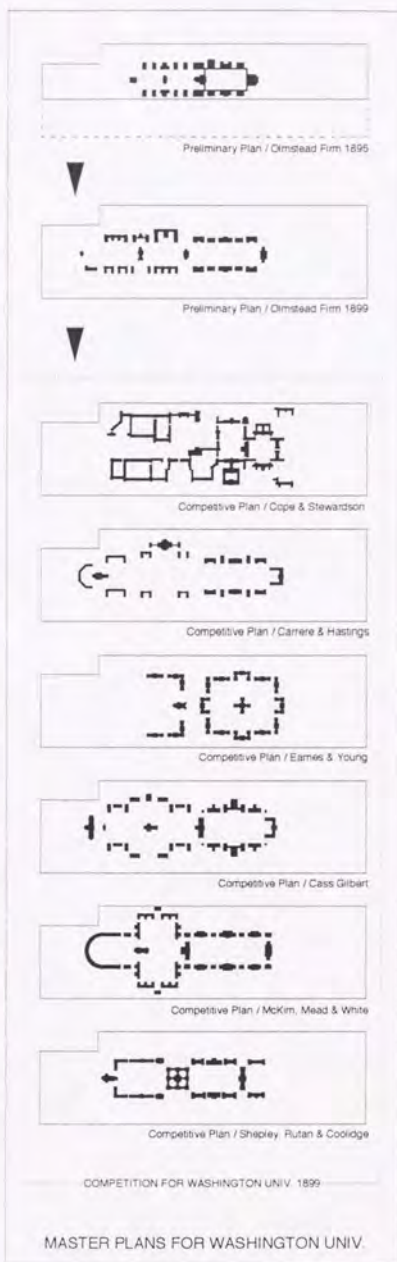 Preliminary Plan / Olmstead Firm 1895
Preliminary Plan / Olmstead Firm 1899
Competitive Plan / Cope & Stewardson
Competitive Plan / Carrere & Hastings
Competitive Plan / Eames & Young
Competitive Plan / Cass Gilbert
Competitive Plan / McKim, Mead & White
Competitive Plan / Shepley, Rutan & Coolidge
COMPETITION FOR WASHINGTON UNIV. 1899
MASTER PLANS FOR WASHINGTON UNIV.